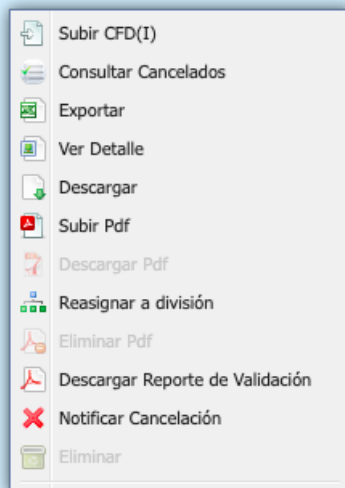 Subir CFD(I)
Consultar Cancelados
Exportar
Ver Detalle
Descargar
Subir Pdf
Descargar Pdf
Reasignar a división
Eliminar Pdf
Descargar Reporte de Validación
Notificar Cancelación
Eliminar